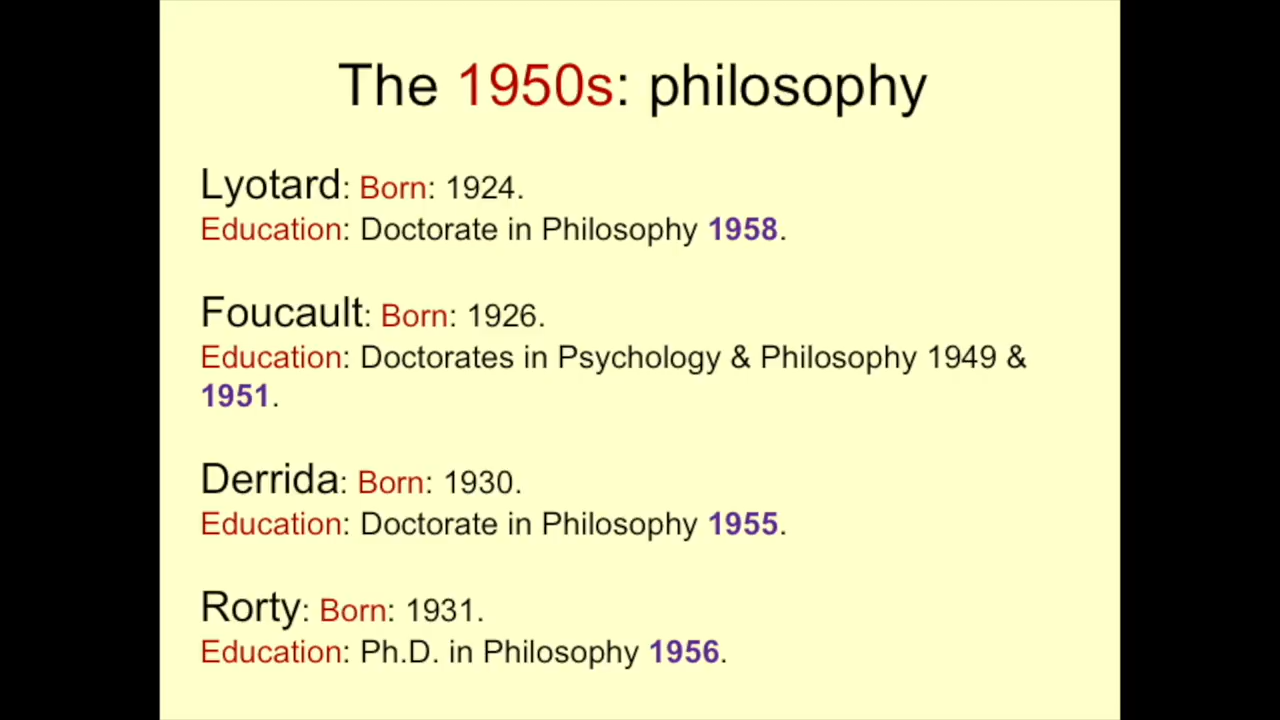 The 1950s: philosophy
Lyotard: Born: 1924.
Education: Doctorate in Philosophy 1958.
Foucault: Born: 1926.
Education: Doctorates in Psychology & Philosophy 1949 &
1951.
Derrida: Born: 1930.
Education: Doctorate in Philosophy 1955.
Rorty: Born: 1931.
Education: Ph.D. in Philosophy 1956.